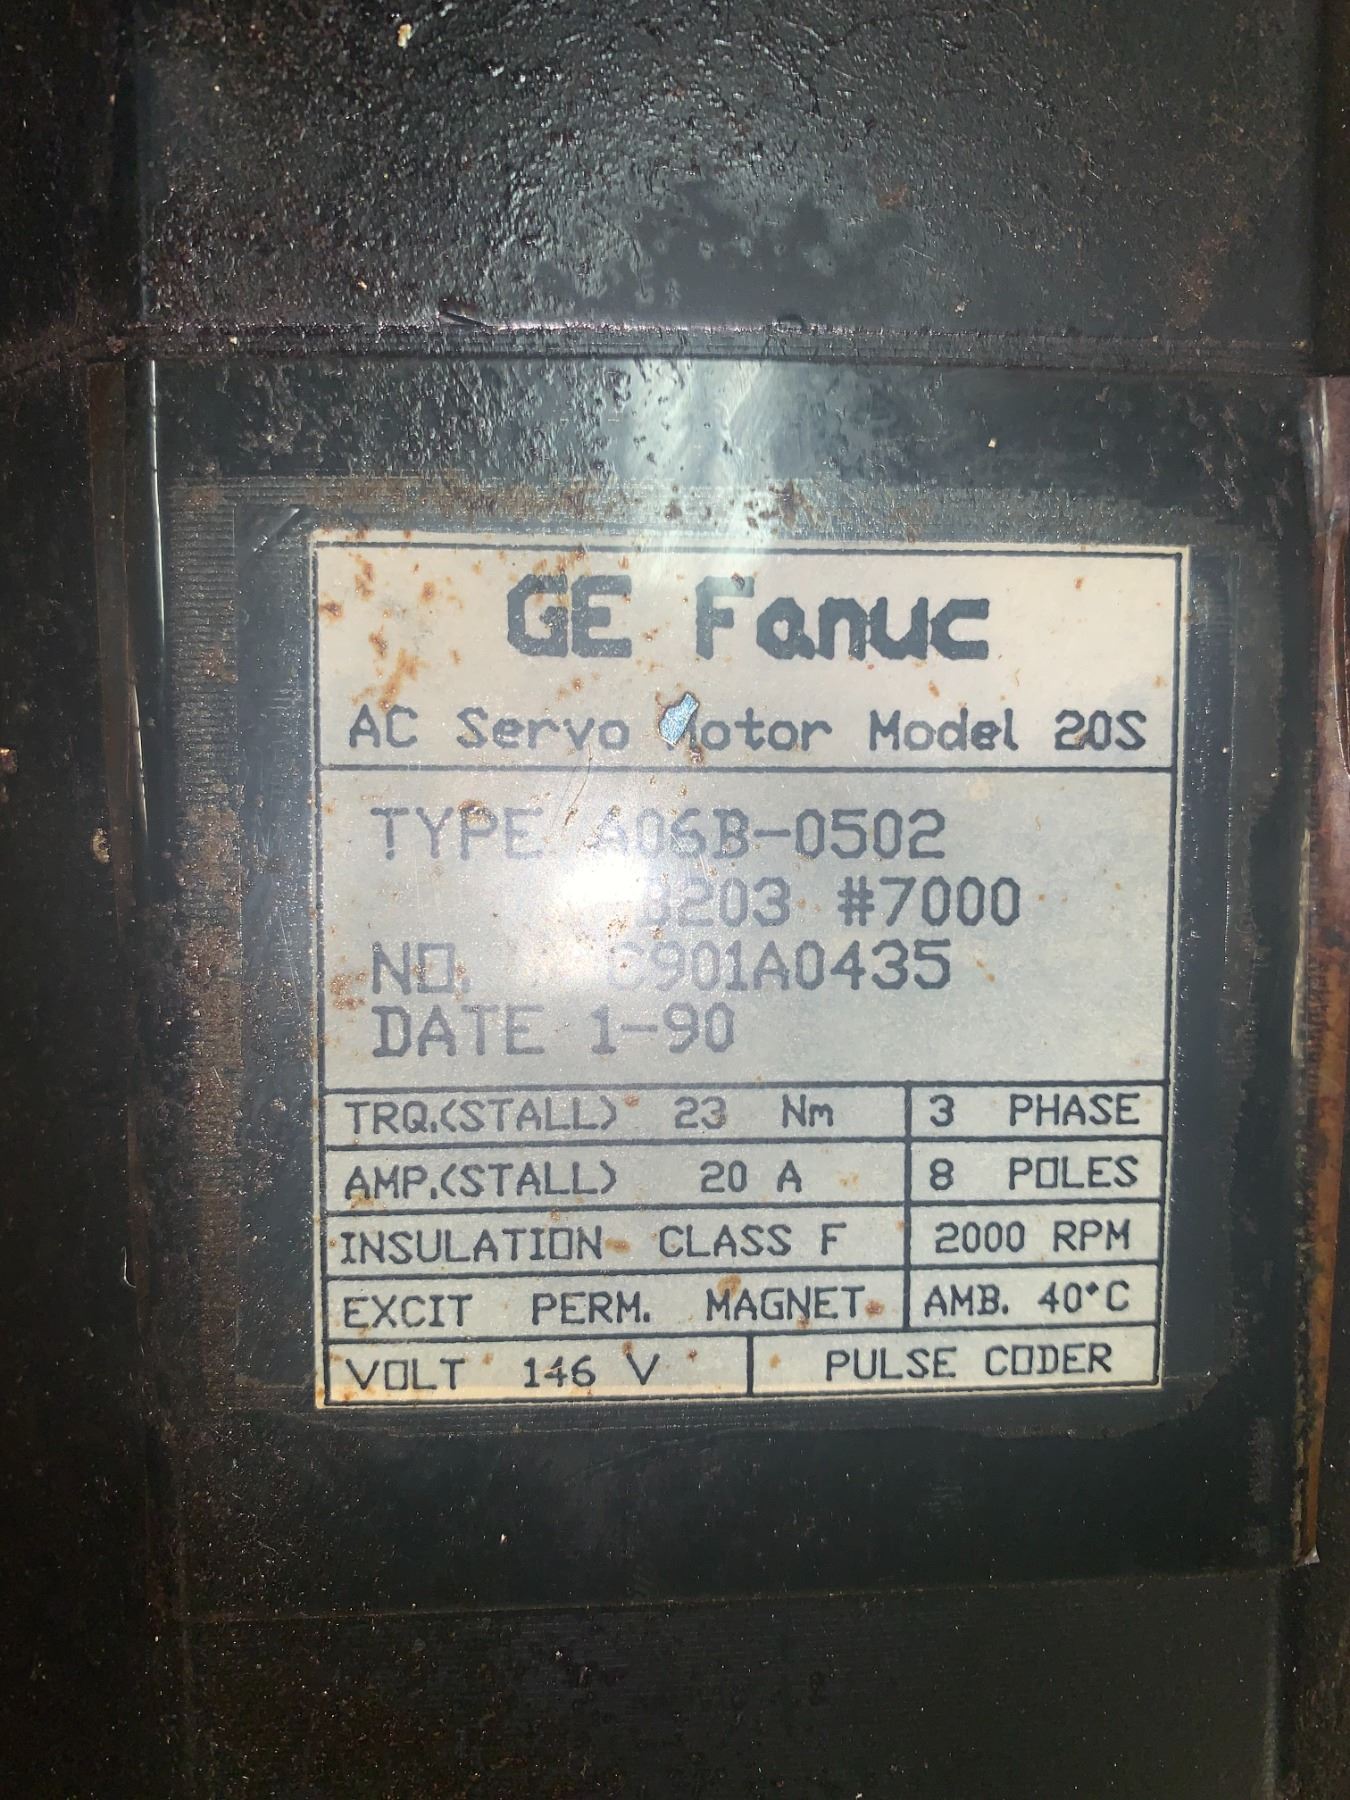 GE Fanuc
AC Servo Motor Model 20S
TYPE A06B-0502
#7000
NO. C901A0435
DATE 1-90
TRQ.(STALL) 23 Nm 3 PHASE
AMP.(STALL) 20 A 8 POLES
INSULATION CLASS F 2000 RPM
EXCIT PERM. MAGNET AMB. 40°C
VOLT 146 V PULSE CODER